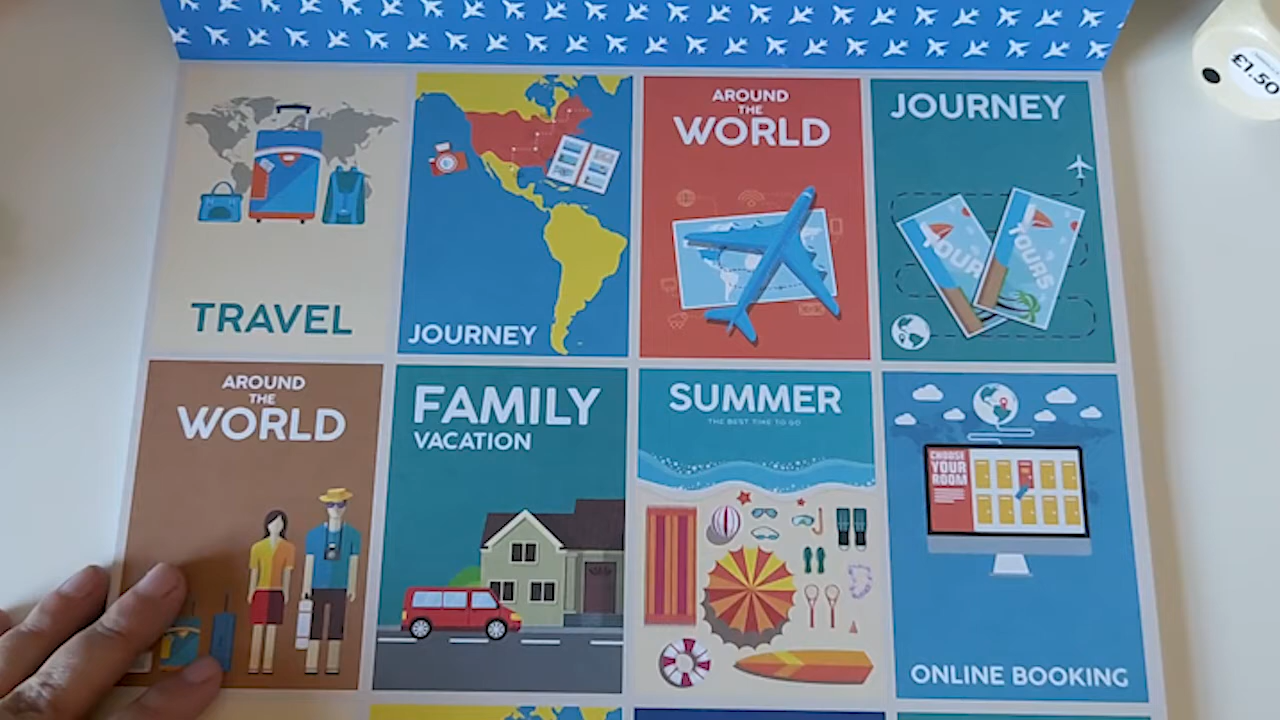 £1.50
TRAVEL
JOURNEY
AROUND
THE
WORLD
JOURNEY
TOURS
TOURS
AROUND
THE
WORLD
FAMILY
VACATION
SUMMER
THE BEST TIME TO GO
CHOOSE
YOUR
ROOM
ONLINE BOOKING